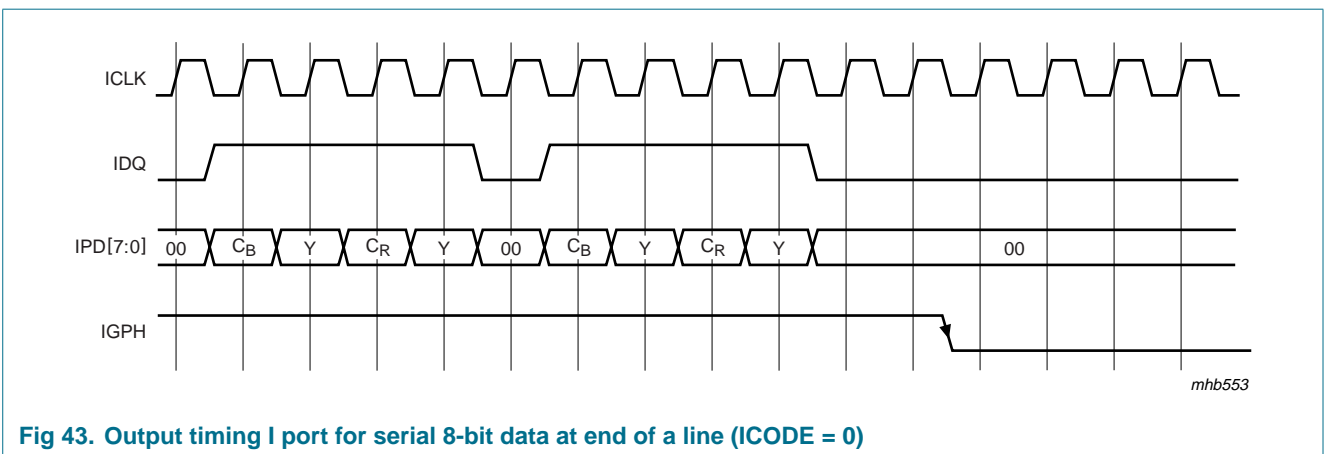 ICLK
IDQ
IPD[7:0] 00 CB Y CR Y 00 CB Y CR Y 00
IGPH
mhb553
Fig 43. Output timing I port for serial 8-bit data at end of a line (ICODE = 0)